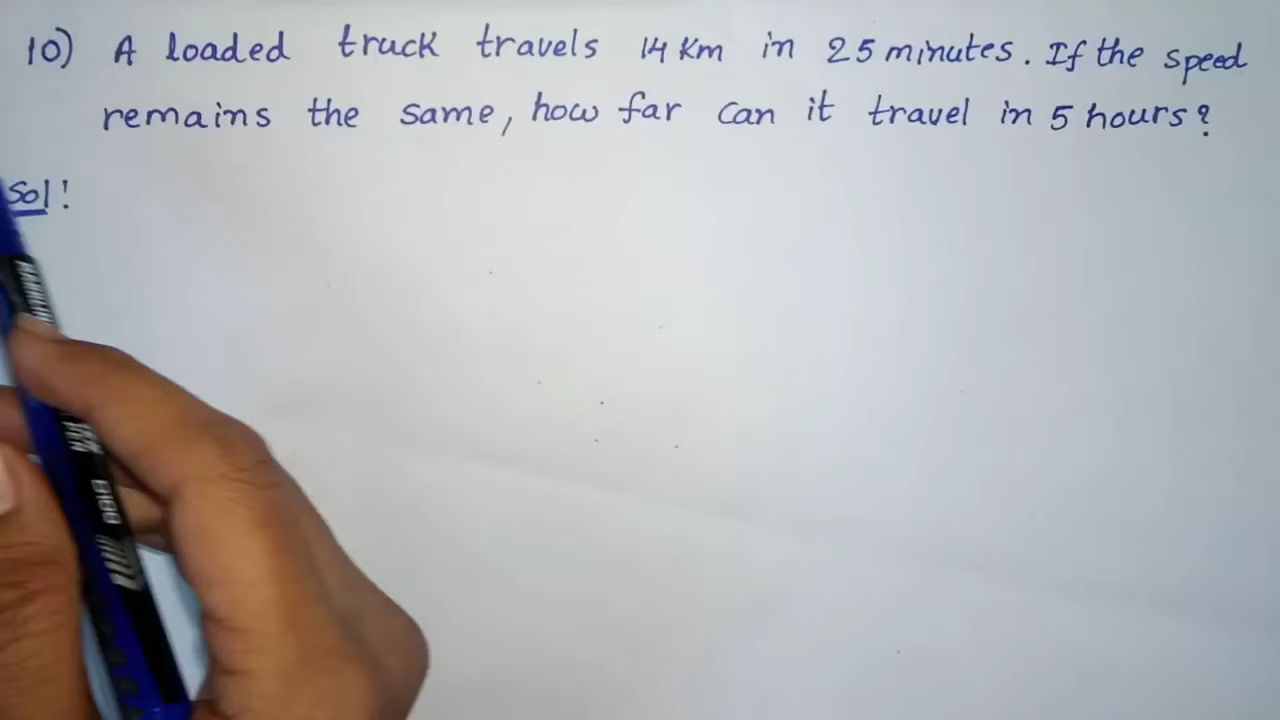 10) A loaded truck travels 14 Km in 25 minutes. If the speed
remains the same, how far can it travel in 5 hours?
Sol!